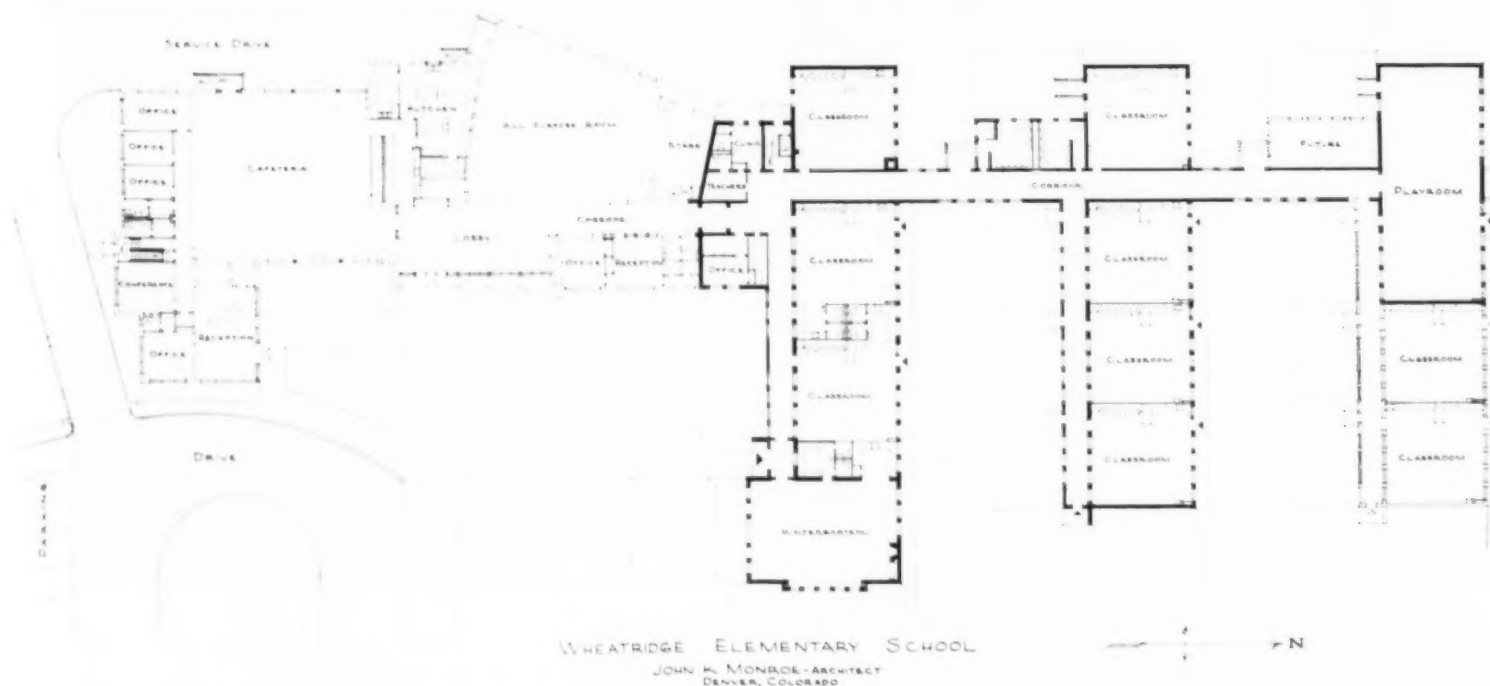 SERVICE DRIVE
OFFICE
OFFICE
OFFICE
CAFETERIA
CONFERENCE
OFFICE
RECEPTION
KITCHEN
ALL-PURPOSE ROOM
STAGE
CLINIC
TEACHERS
LOBBY
CORRIDOR
OFFICE
RECEPTION
OFFICE
CLASSROOM
CLASSROOM
CORRIDOR
FUTURE
PLAYROOM
CLASSROOM
CLASSROOM
CLASSROOM
CLASSROOM
CLASSROOM
CLASSROOM
CLASSROOM
KINDERGARTEN
DRIVE
PARKING
WHEATRIDGE ELEMENTARY SCHOOL
JOHN K. MONROE-ARCHITECT
DENVER, COLORADO
N